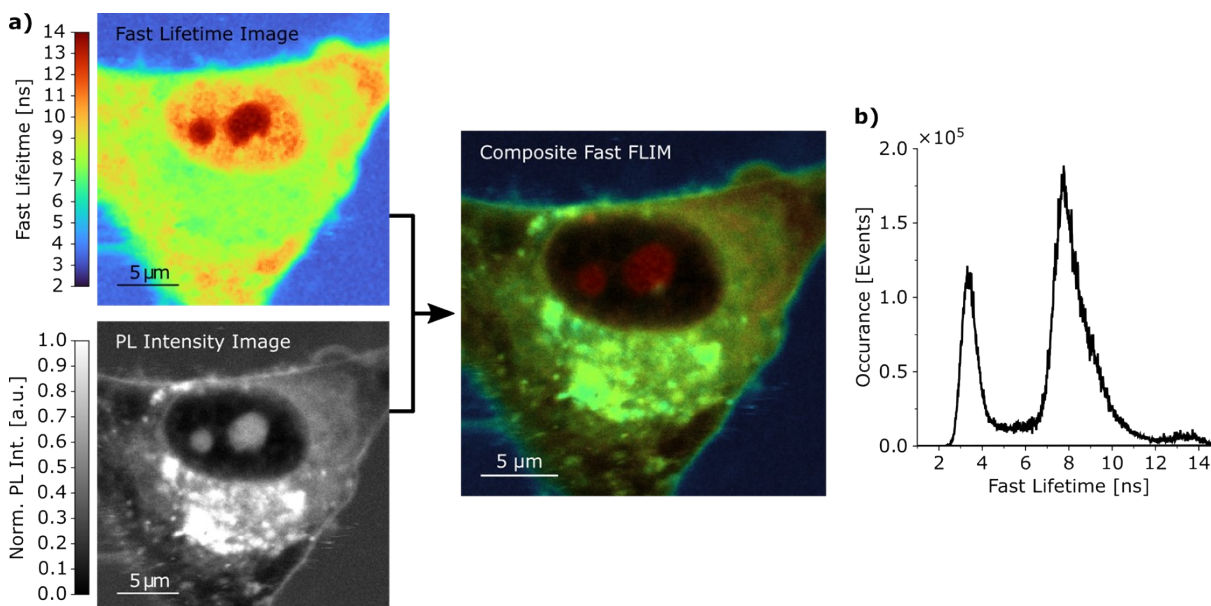 a)
Fast Lifetime Image
Fast Lifeitme [ns]
14
13
12
11
10
9
8
7
6
5
4
3
2
5 µm
PL Intensity Image
Norm. PL Int. [a.u.]
1.0
0.9
0.8
0.7
0.6
0.5
0.4
0.3
0.2
0.1
0.0
5 µm
Composite Fast FLIM
5 µm
b)
×10⁵
Occurance [Events]
2.0
1.5
1.0
0.5
0.0
2 4 6 8 10 12 14
Fast Lifetime [ns]